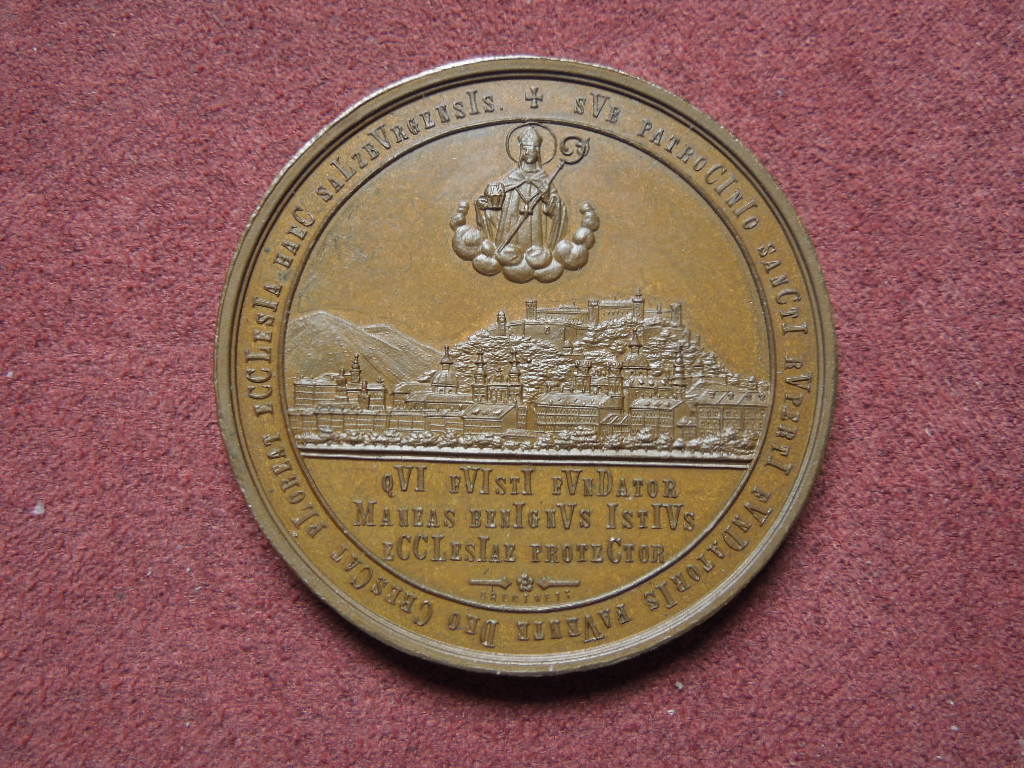 ✠ sVb patroCInIo sanCtI rVpertI fVnDatorIs faVente Deo CresCat fLoreat eCCLesIa haeC saLzbVrgensIs.
qVI fVIstI fVnDator
Maneas benIgnVs IstIVs
eCCLesIae proteCtor